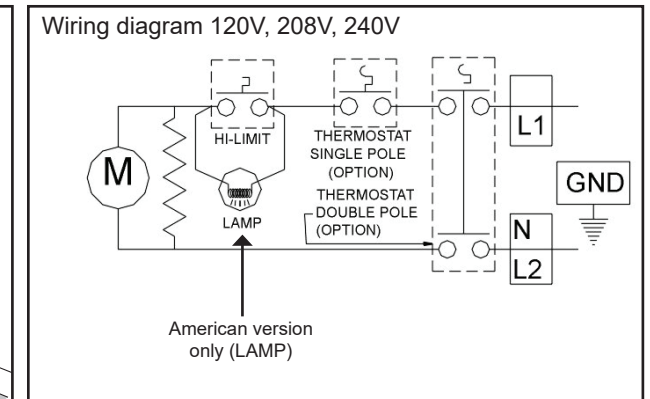 Wiring diagram 120V, 208V, 240V
L1
HI-LIMIT
THERMOSTAT
SINGLE POLE
(OPTION)
M
GND
THERMOSTAT
DOUBLE POLE
(OPTION)
LAMP
N
L2
American version
only (LAMP)